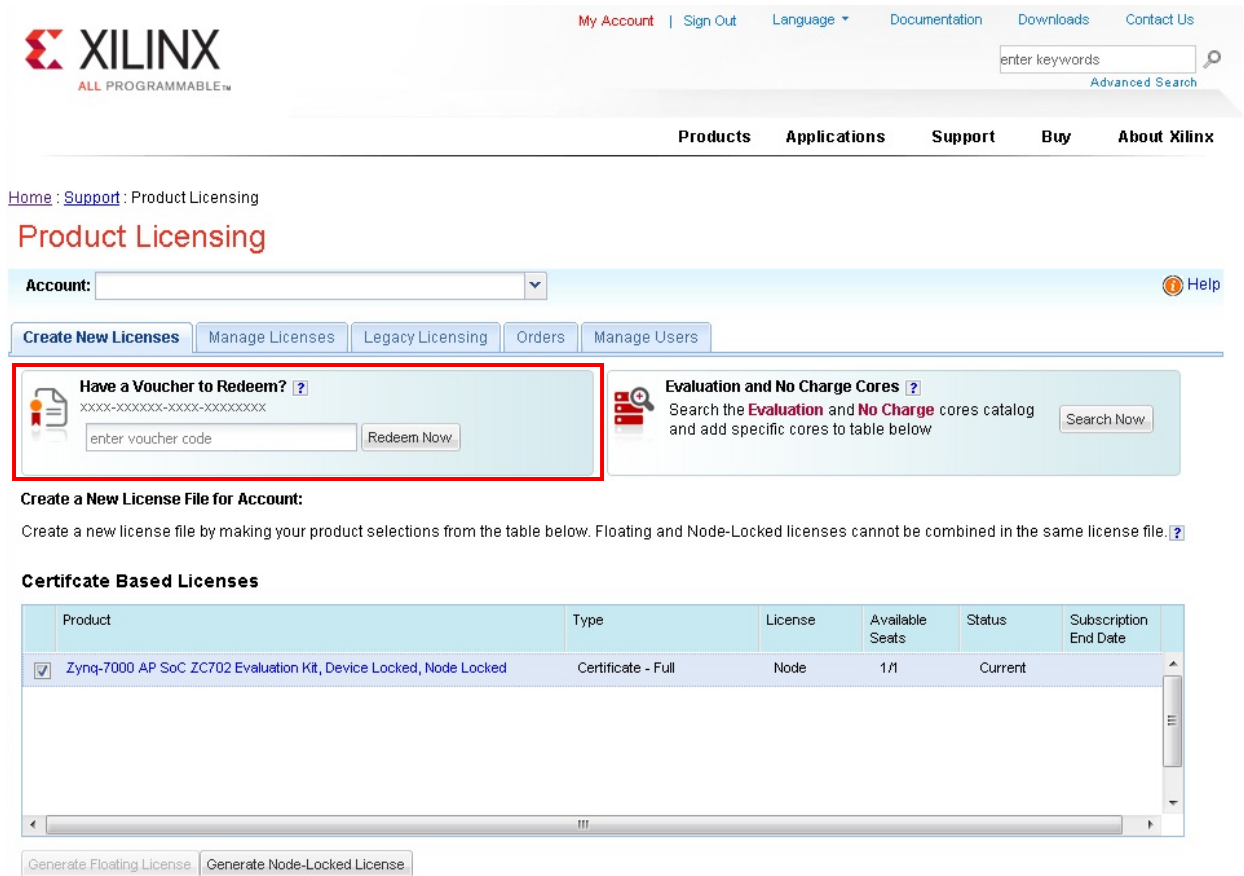 My Account | Sign Out Language Documentation Downloads Contact Us
XILINX
ALL PROGRAMMABLE™
enter keywords
Advanced Search
Products Applications Support Buy About Xilinx
Home : Support : Product Licensing
Product Licensing
Account:
Help
Create New Licenses Manage Licenses Legacy Licensing Orders Manage Users
Have a Voucher to Redeem? ?
xxxx-xxxxxx-xxxx-xxxxxxxx
enter voucher code Redeem Now
Evaluation and No Charge Cores ?
Search the Evaluation and No Charge cores catalog
and add specific cores to table below
Search Now
Create a New License File for Account:
Create a new license file by making your product selections from the table below. Floating and Node-Locked licenses cannot be combined in the same license file. ?
Certifcate Based Licenses
Product Type License Available Seats Status Subscription End Date
Zynq-7000 AP SoC ZC702 Evaluation Kit, Device Locked, Node Locked Certificate - Full Node 1/1 Current
Generate Floating License Generate Node-Locked License